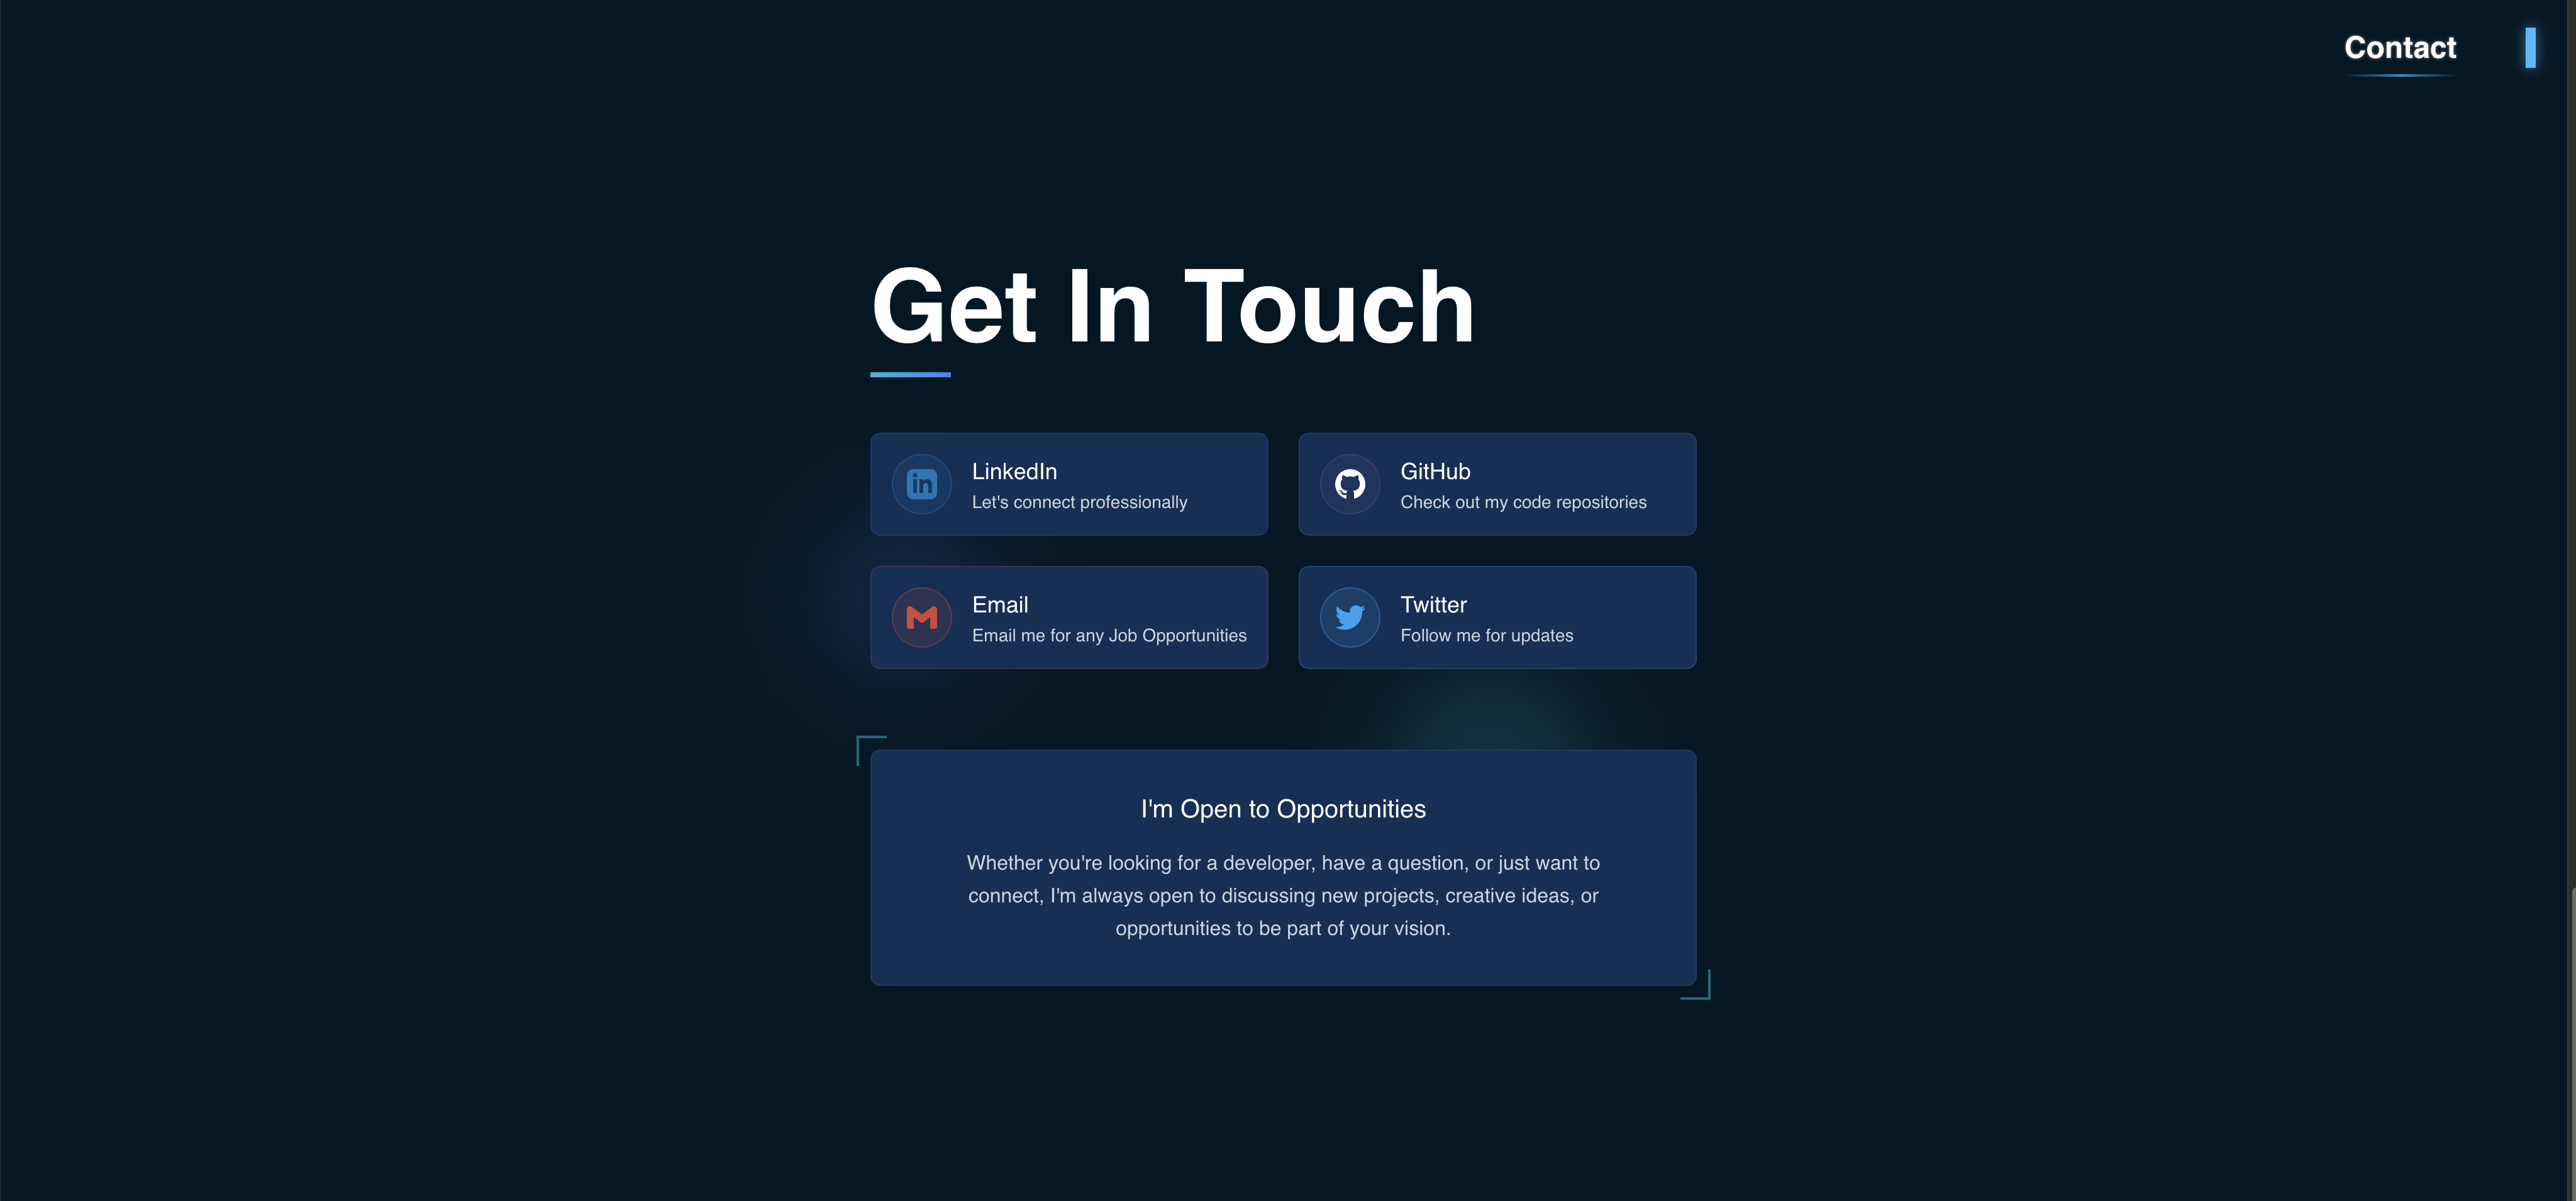 Contact
Get In Touch
LinkedIn
Let's connect professionally
GitHub
Check out my code repositories
Email
Email me for any Job Opportunities
Twitter
Follow me for updates
I'm Open to Opportunities
Whether you're looking for a developer, have a question, or just want to
connect, I'm always open to discussing new projects, creative ideas, or
opportunities to be part of your vision.